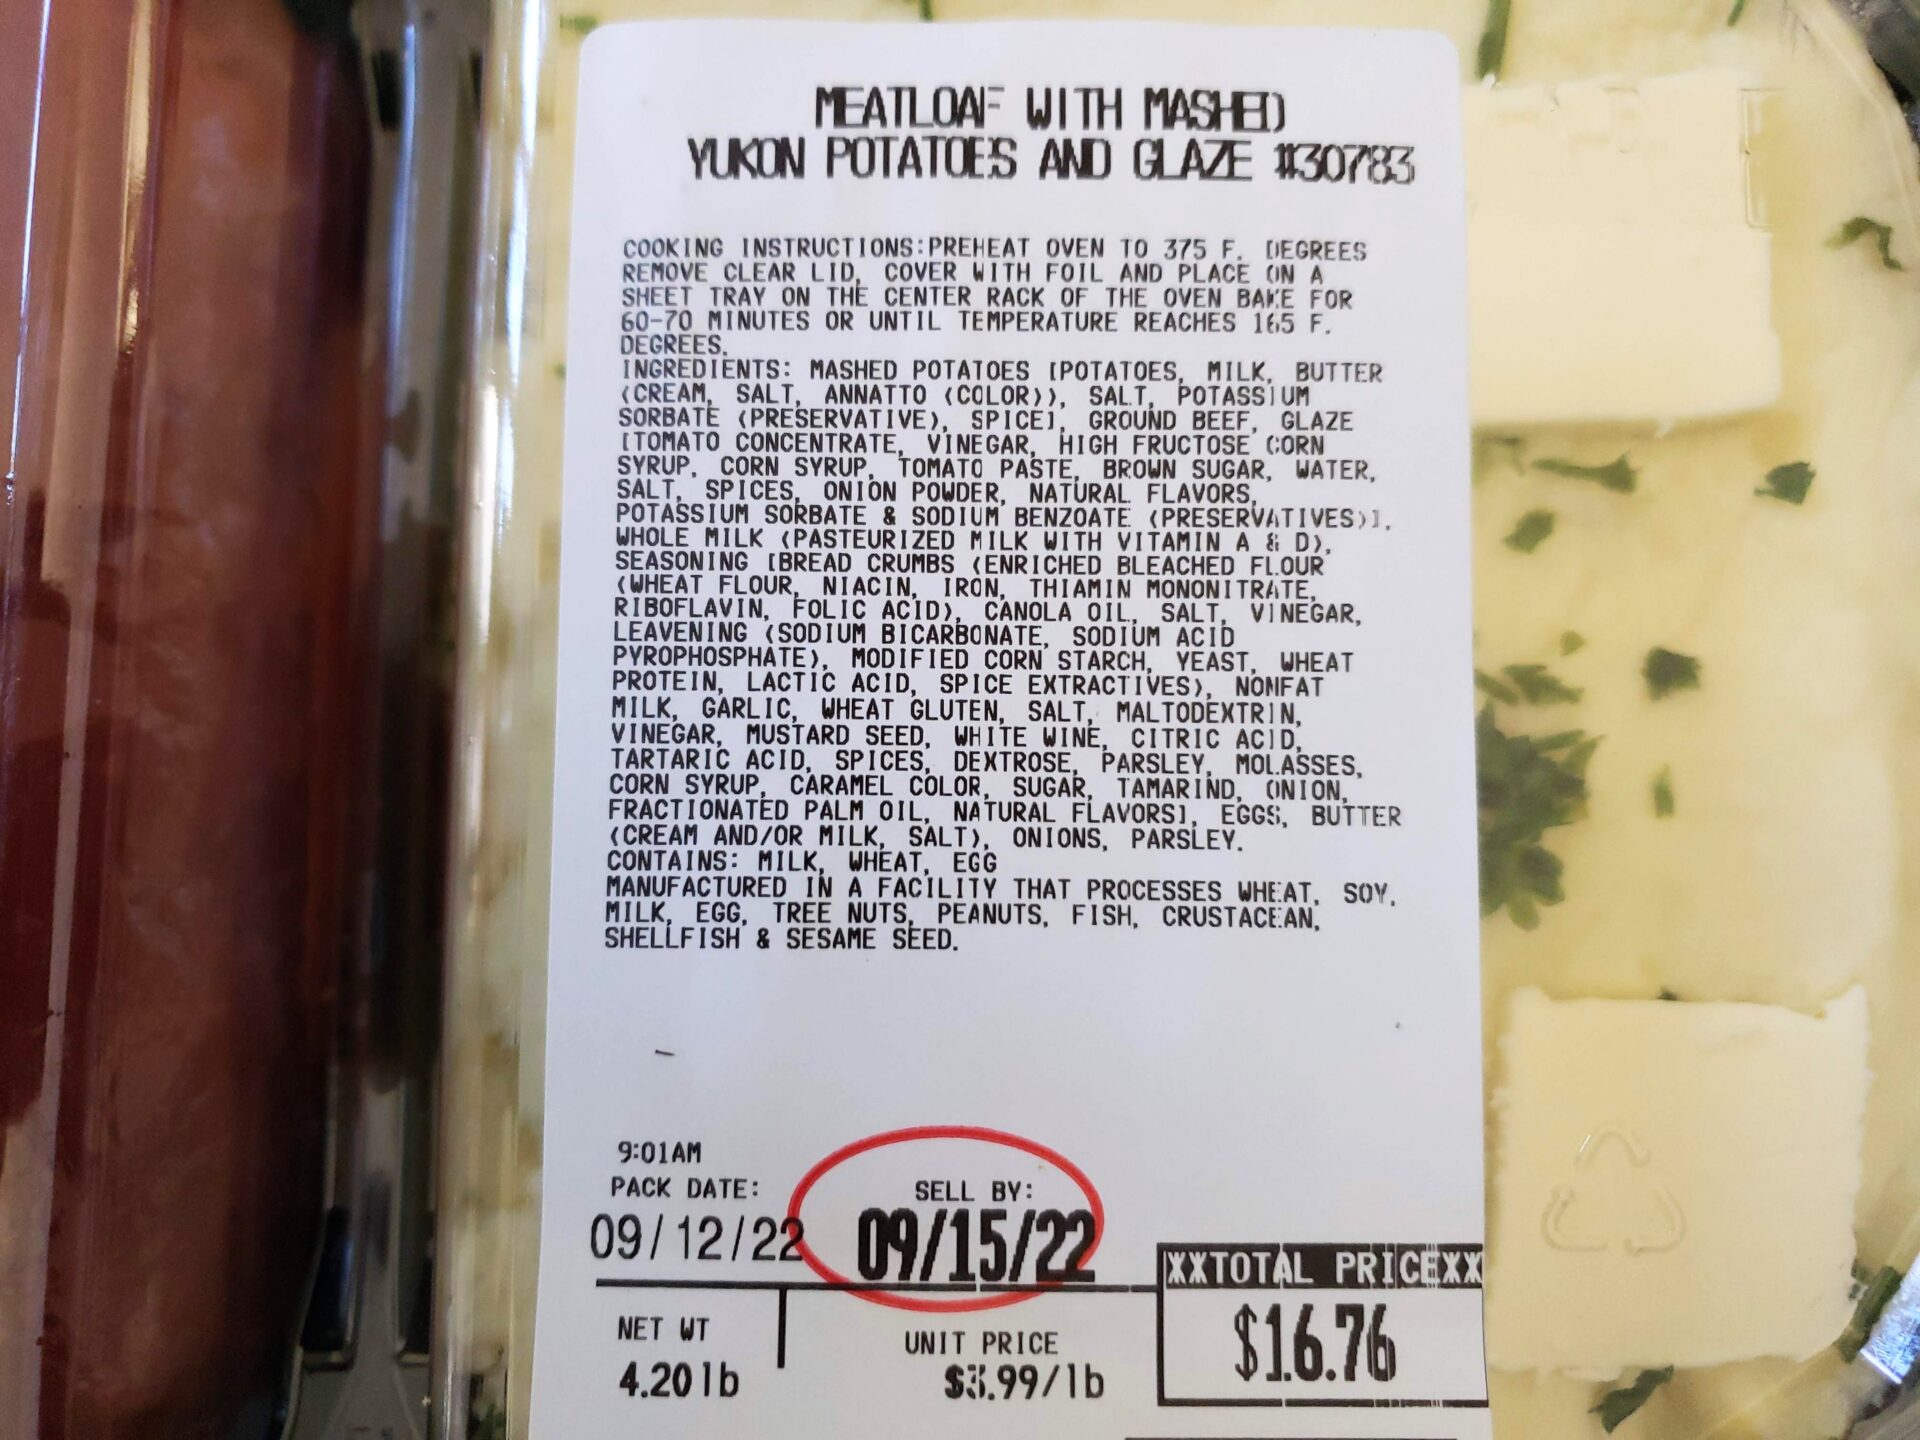 MEATLOAF WITH MASHED
YUKON POTATOES AND GLAZE #30783
COOKING INSTRUCTIONS:PREHEAT OVEN TO 375 F. DEGREES
REMOVE CLEAR LID, COVER WITH FOIL AND PLACE ON A
SHEET TRAY ON THE CENTER RACK OF THE OVEN BAKE FOR
60-70 MINUTES OR UNTIL TEMPERATURE REACHES 165 F.
DEGREES.
INGREDIENTS: MASHED POTATOES [POTATOES, MILK, BUTTER
(CREAM, SALT, ANNATTO (COLOR)), SALT, POTASSIUM
SORBATE (PRESERVATIVE), SPICE], GROUND BEEF, GLAZE
[TOMATO CONCENTRATE, VINEGAR, HIGH FRUCTOSE CORN
SYRUP, CORN SYRUP, TOMATO PASTE, BROWN SUGAR, WATER,
SALT, SPICES, ONION POWDER, NATURAL FLAVORS,
POTASSIUM SORBATE & SODIUM BENZOATE (PRESERVATIVES)],
WHOLE MILK (PASTEURIZED MILK WITH VITAMIN A & D),
SEASONING [BREAD CRUMBS (ENRICHED BLEACHED FLOUR
(WHEAT FLOUR, NIACIN, IRON, THIAMIN MONONITRATE,
RIBOFLAVIN, FOLIC ACID), CANOLA OIL, SALT, VINEGAR,
LEAVENING (SODIUM BICARBONATE, SODIUM ACID
PYROPHOSPHATE), MODIFIED CORN STARCH, YEAST, WHEAT
PROTEIN, LACTIC ACID, SPICE EXTRACTIVES), NONFAT
MILK, GARLIC, WHEAT GLUTEN, SALT, MALTODEXTRIN,
VINEGAR, MUSTARD SEED, WHITE WINE, CITRIC ACID,
TARTARIC ACID, SPICES, DEXTROSE, PARSLEY, MOLASSES,
CORN SYRUP, CARAMEL COLOR, SUGAR, TAMARIND, ONION,
FRACTIONATED PALM OIL, NATURAL FLAVORS], EGGS, BUTTER
(CREAM AND/OR MILK, SALT), ONIONS, PARSLEY.
CONTAINS: MILK, WHEAT, EGG
MANUFACTURED IN A FACILITY THAT PROCESSES WHEAT, SOY,
MILK, EGG, TREE NUTS, PEANUTS, FISH, CRUSTACEAN,
SHELLFISH & SESAME SEED.
9:01AM
PACK DATE: SELL BY:
09/12/22 09/15/22
**TOTAL PRICE**
$16.76
NET WT UNIT PRICE
4.20lb $3.99/lb